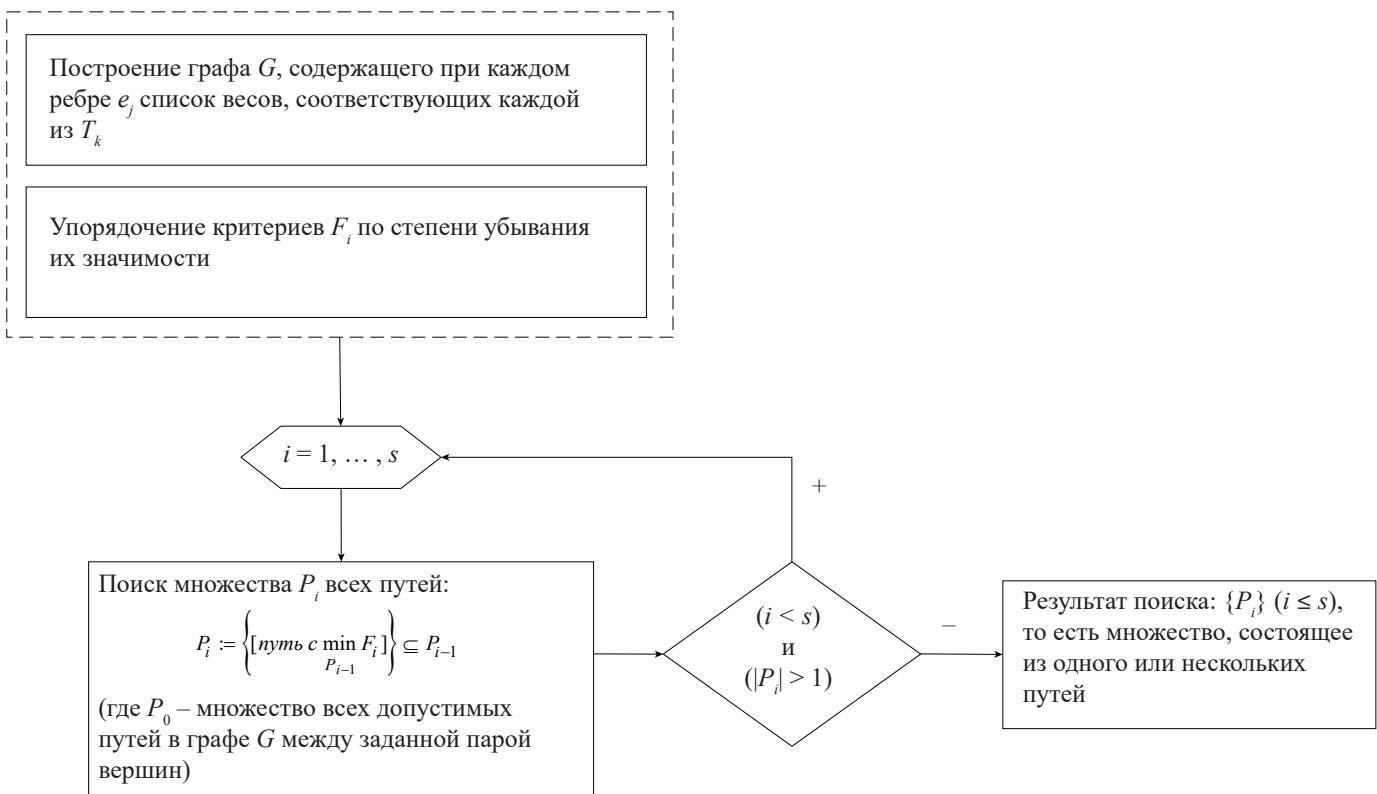 Построение графа G, содержащего при каждом
ребре e_j список весов, соответствующих каждой
из T_k
Упорядочение критериев F_i по степени убывания
их значимости
i = 1, … , s
+
Поиск множества P_i всех путей:
P_i := {[путь с min_{P_{i−1}} F_i]} ⊆ P_{i−1}
(где P_0 – множество всех допустимых
путей в графе G между заданной парой
вершин)
(i < s)
и
(|P_i| > 1)
–
Результат поиска: {P_i} (i ≤ s),
то есть множество, состоящее
из одного или нескольких
путей